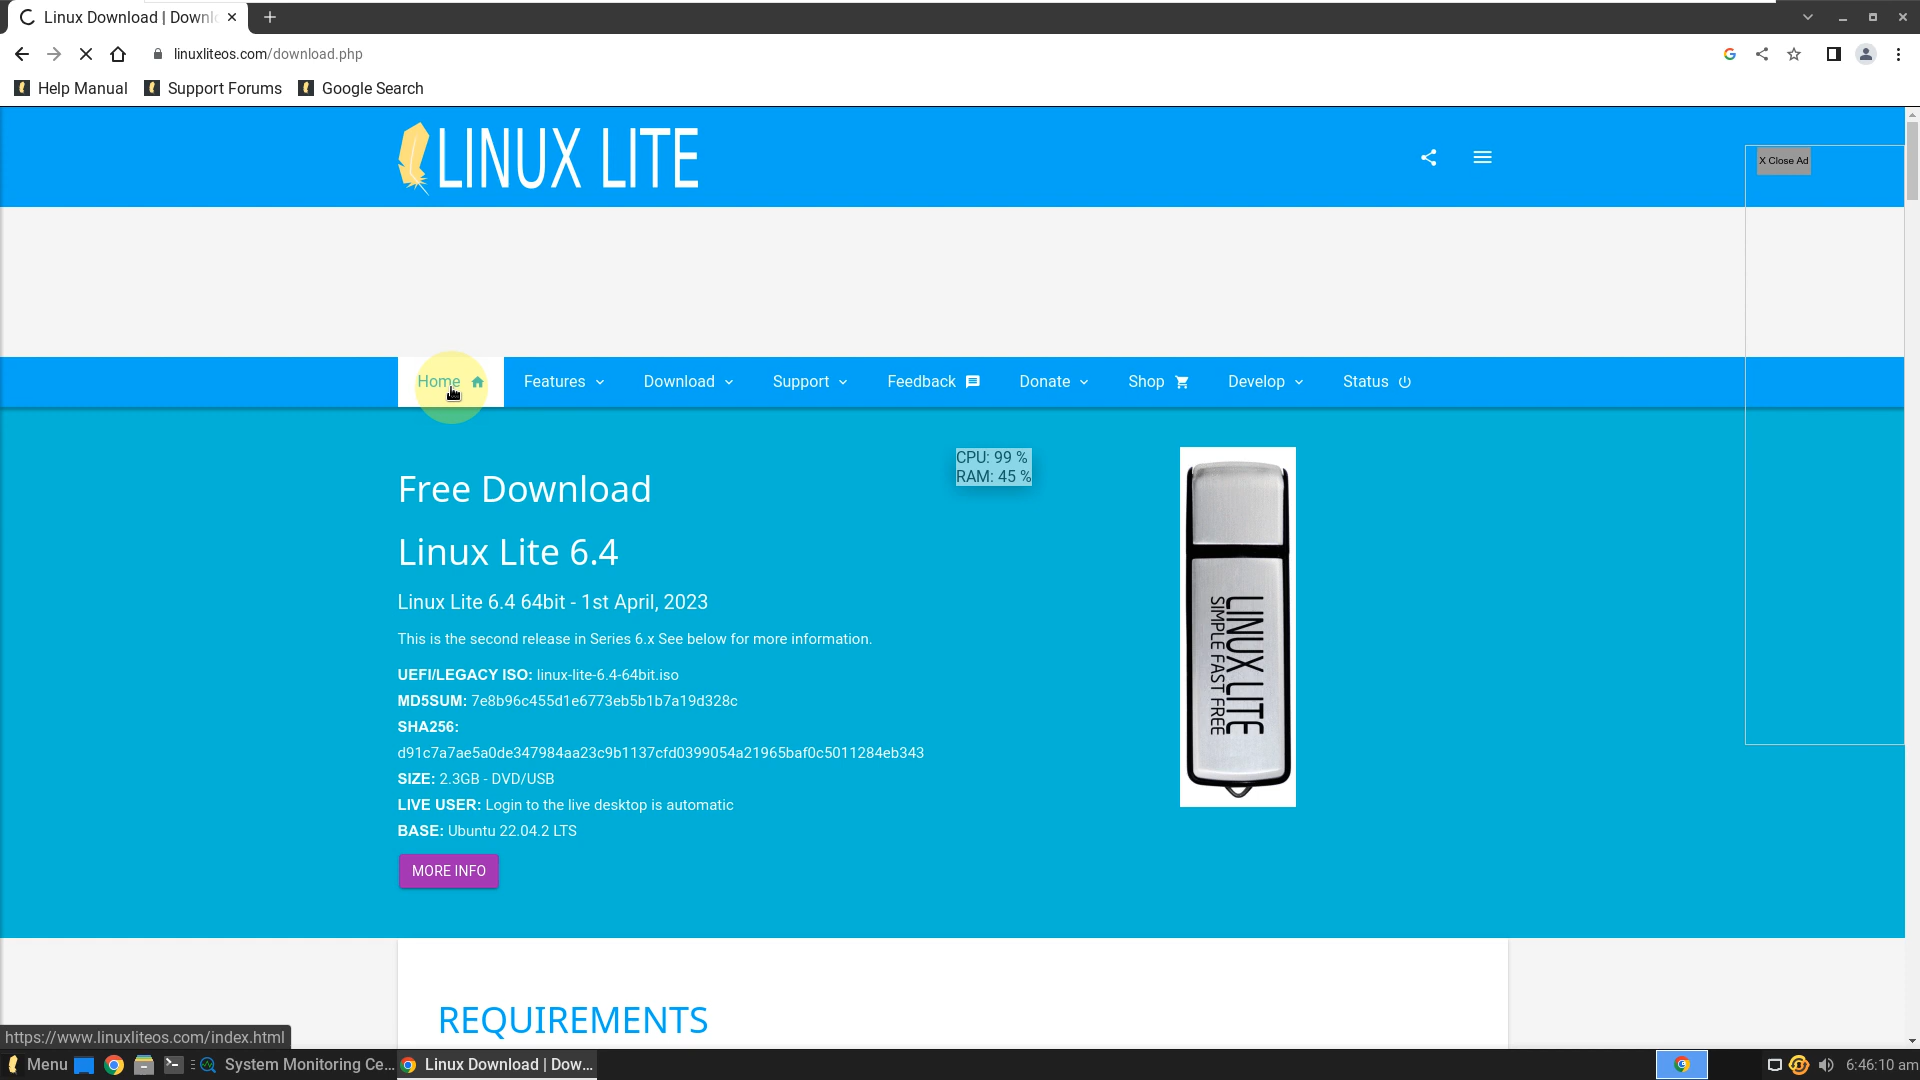 Linux Download | Downl
linuxliteos.com/download.php
Help Manual Support Forums Google Search
LINUX LITE
X Close Ad
Home Features Download Support Feedback Donate Shop Develop Status
CPU: 99 %
RAM: 45 %
Free Download
Linux Lite 6.4
Linux Lite 6.4 64bit - 1st April, 2023
This is the second release in Series 6.x See below for more information.
UEFI/LEGACY ISO: linux-lite-6.4-64bit.iso
MD5SUM: 7e8b96c455d1e6773eb5b1b7a19d328c
SHA256:
d91c7a7ae5a0de347984aa23c9b1137cfd0399054a21965baf0c5011284eb343
SIZE: 2.3GB - DVD/USB
LIVE USER: Login to the live desktop is automatic
BASE: Ubuntu 22.04.2 LTS
MORE INFO
LINUX LITE
SIMPLE FAST FREE
REQUIREMENTS
https://www.linuxliteos.com/index.html
Menu System Monitoring Ce... Linux Download | Dow... 6:46:10 am